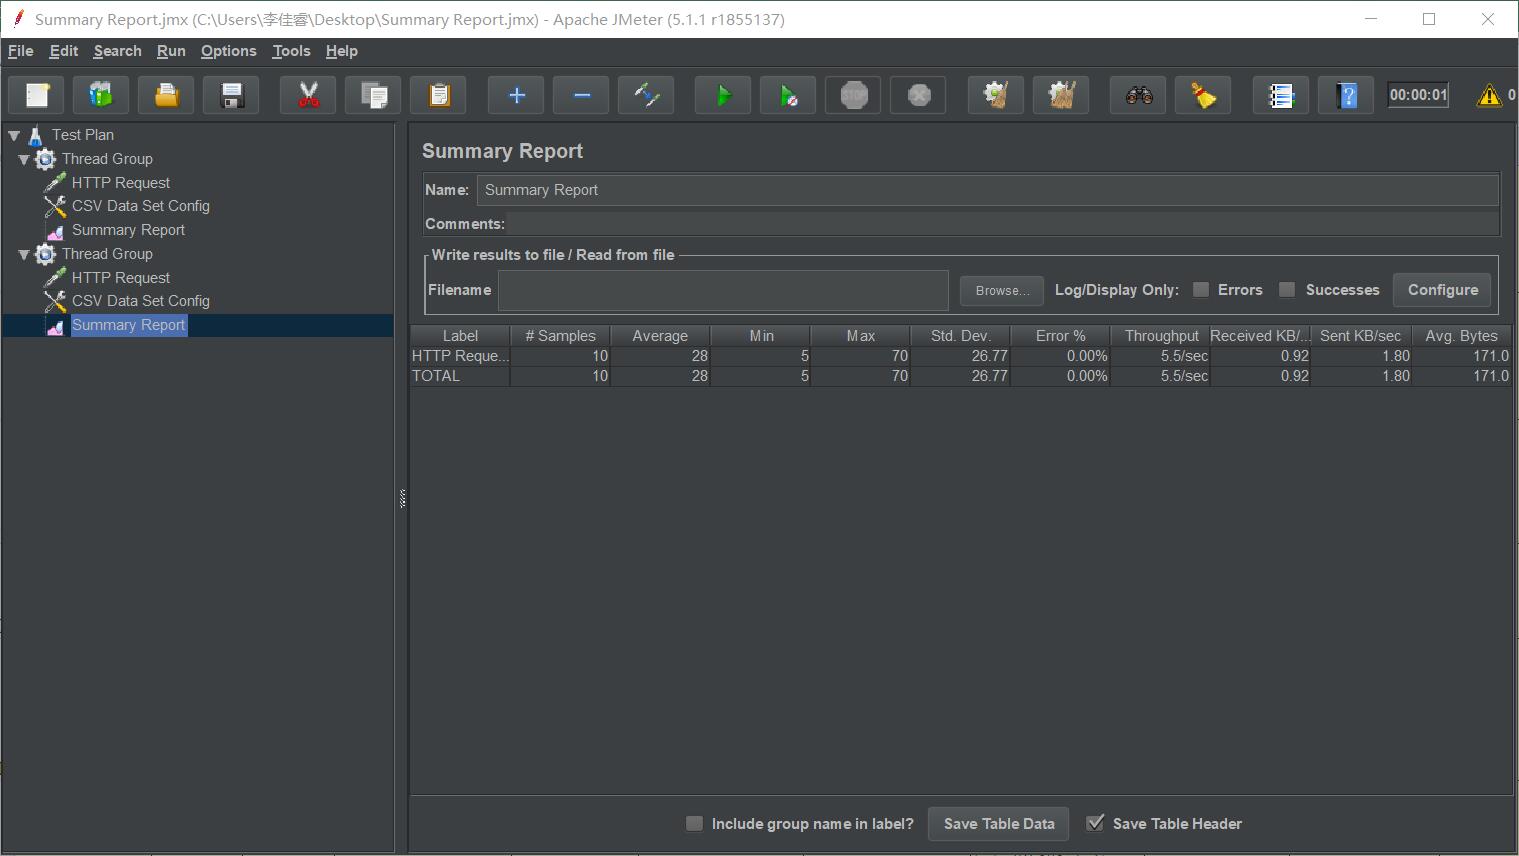 Summary Report.jmx (C:\Users\李佳睿\Desktop\Summary Report.jmx) - Apache JMeter (5.1.1 r1855137)
File Edit Search Run Options Tools Help
STOP 00:00:01 0
Test Plan
Thread Group
HTTP Request
CSV Data Set Config
Summary Report
Thread Group
HTTP Request
CSV Data Set Config
Summary Report
Summary Report
Name: Summary Report
Comments:
Write results to file / Read from file
Filename Browse... Log/Display Only: Errors Successes Configure
Label # Samples Average Min Max Std. Dev. Error % Throughput Received KB/... Sent KB/sec Avg. Bytes
HTTP Reque... 10 28 5 70 26.77 0.00% 5.5/sec 0.92 1.80 171.0
TOTAL 10 28 5 70 26.77 0.00% 5.5/sec 0.92 1.80 171.0
Include group name in label? Save Table Data Save Table Header